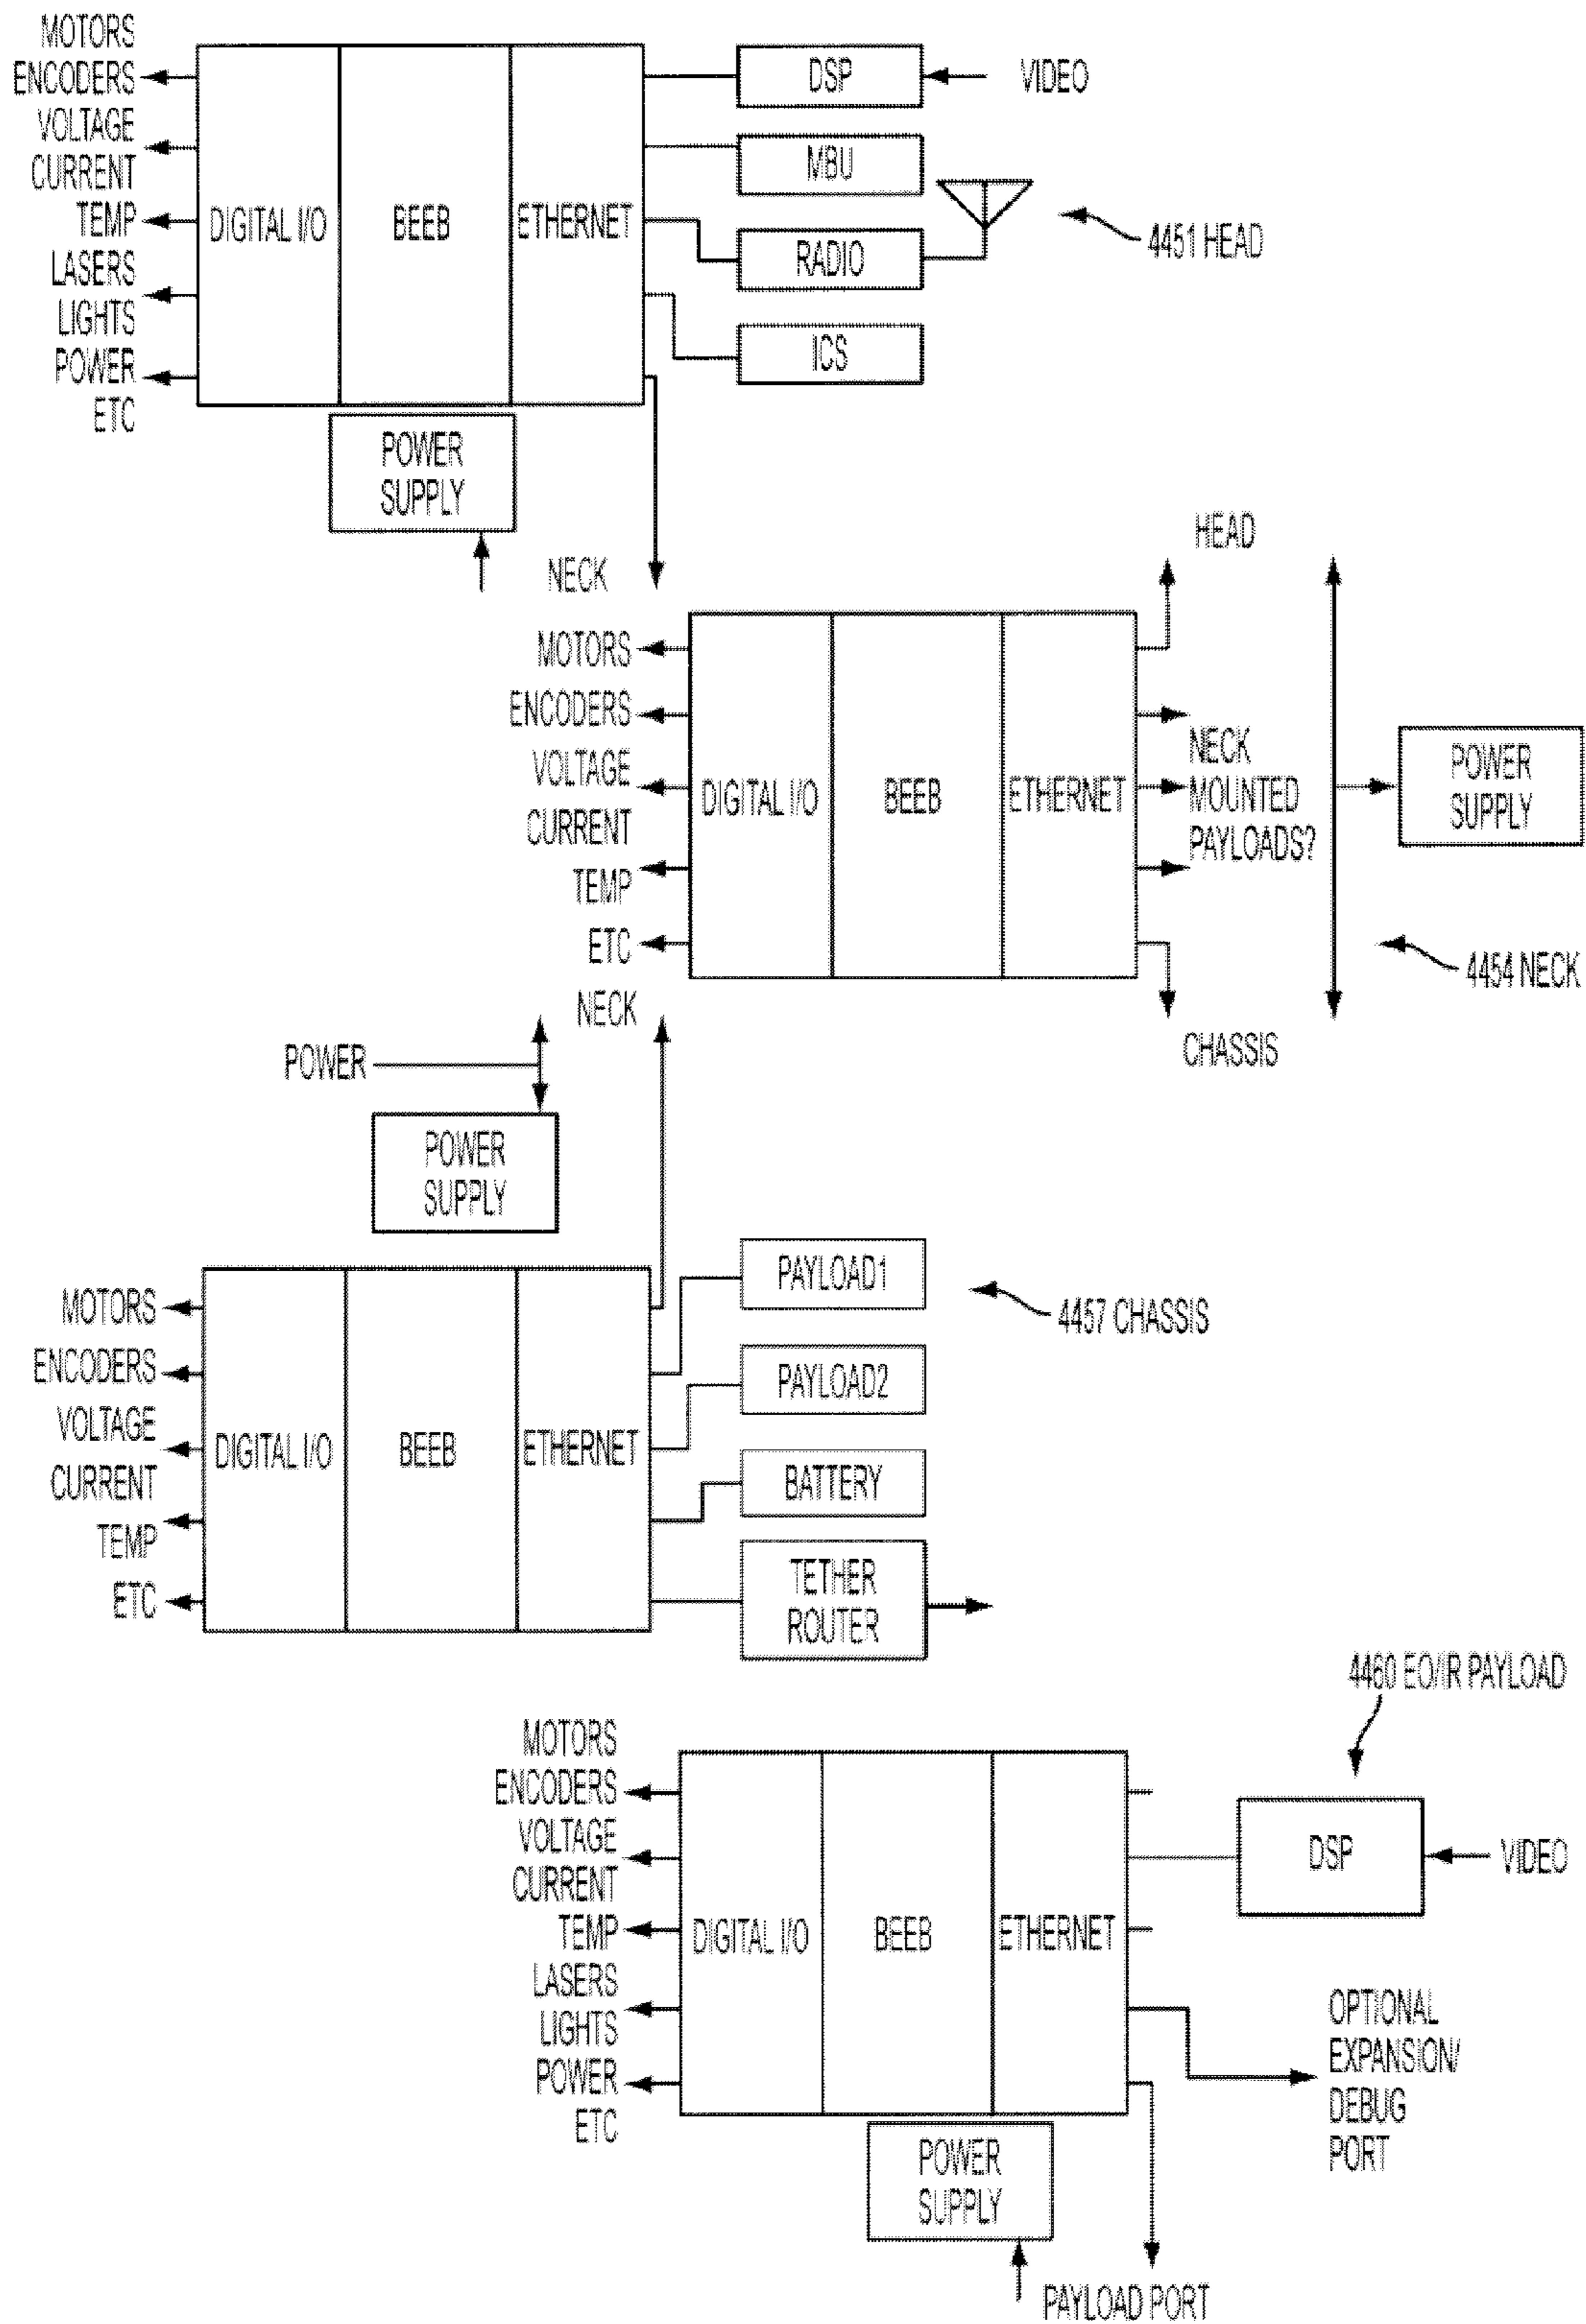 MOTORS
ENCODERS
VOLTAGE
CURRENT
TEMP
LASERS
LIGHTS
POWER
ETC
DIGITAL I/O
BEEB
ETHERNET
DSP
VIDEO
MBU
RADIO
ICS
4451 HEAD
POWER
SUPPLY
NECK
HEAD
MOTORS
ENCODERS
VOLTAGE
CURRENT
TEMP
ETC
DIGITAL I/O
BEEB
ETHERNET
NECK
MOUNTED
PAYLOADS?
POWER
SUPPLY
4454 NECK
CHASSIS
NECK
POWER
POWER
SUPPLY
MOTORS
ENCODERS
VOLTAGE
CURRENT
TEMP
ETC
DIGITAL I/O
BEEB
ETHERNET
PAYLOAD1
PAYLOAD2
BATTERY
TETHER
ROUTER
4457 CHASSIS
4460 EO/IR PAYLOAD
MOTORS
ENCODERS
VOLTAGE
CURRENT
TEMP
LASERS
LIGHTS
POWER
ETC
DIGITAL I/O
BEEB
ETHERNET
DSP
VIDEO
OPTIONAL
EXPANSION/
DEBUG
PORT
POWER
SUPPLY
PAYLOAD PORT